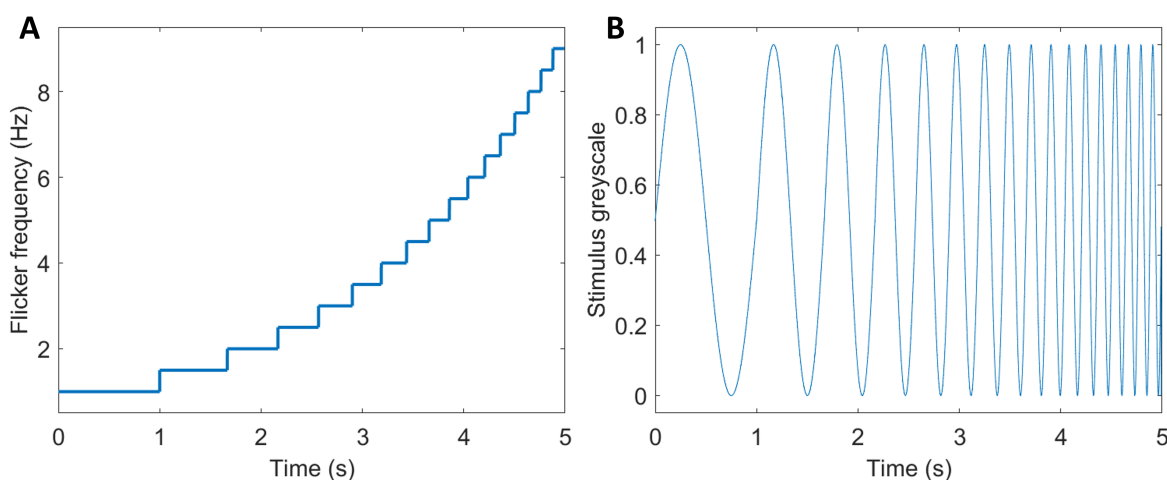 A
Flicker frequency (Hz)
8
6
4
2
0 1 2 3 4 5
Time (s)
B
Stimulus greyscale
1
0.8
0.6
0.4
0.2
0
0 1 2 3 4 5
Time (s)